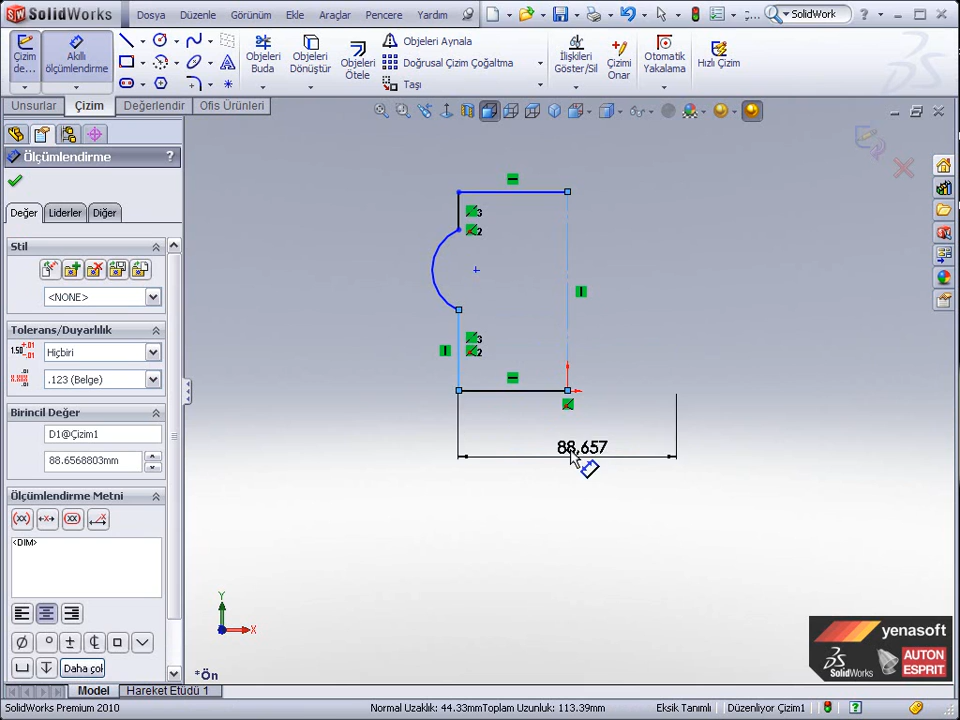 SolidWorks
Dosya Düzenle Görünüm Ekle Araçlar Pencere Yardım
SolidWork
Çizim de...
Akıllı ölçümlendirme
Objeleri Buda
Objeleri Dönüştür
Objeleri Ötele
Objeleri Aynala
Doğrusal Çizim Çoğaltma
Taşı
İlişkileri Göster/Sil
Çizimi Onar
Otomatik Yakalama
Hızlı Çizim
Unsurlar Çizim Değerlendir Ofis Ürünleri
Ölçümlendirme ?
Değer Liderler Diğer
Stil
<NONE>
Tolerans/Duyarlılık
Hiçbiri
.123 (Belge)
Birincil Değer
D1@Çizim1
88.6568803mm
Ölçümlendirme Metni
<DIM>
Daha çok
3
2
3
2
88,657
Y
X
*Ön
yenasoft
SolidWorks
AUTON
ESPRIT
Model Hareket Etüdü 1
SolidWorks Premium 2010
Normal Uzaklık: 44.33mmToplam Uzunluk: 113.39mm
Eksik Tanımlı
Düzenliyor Çizim1